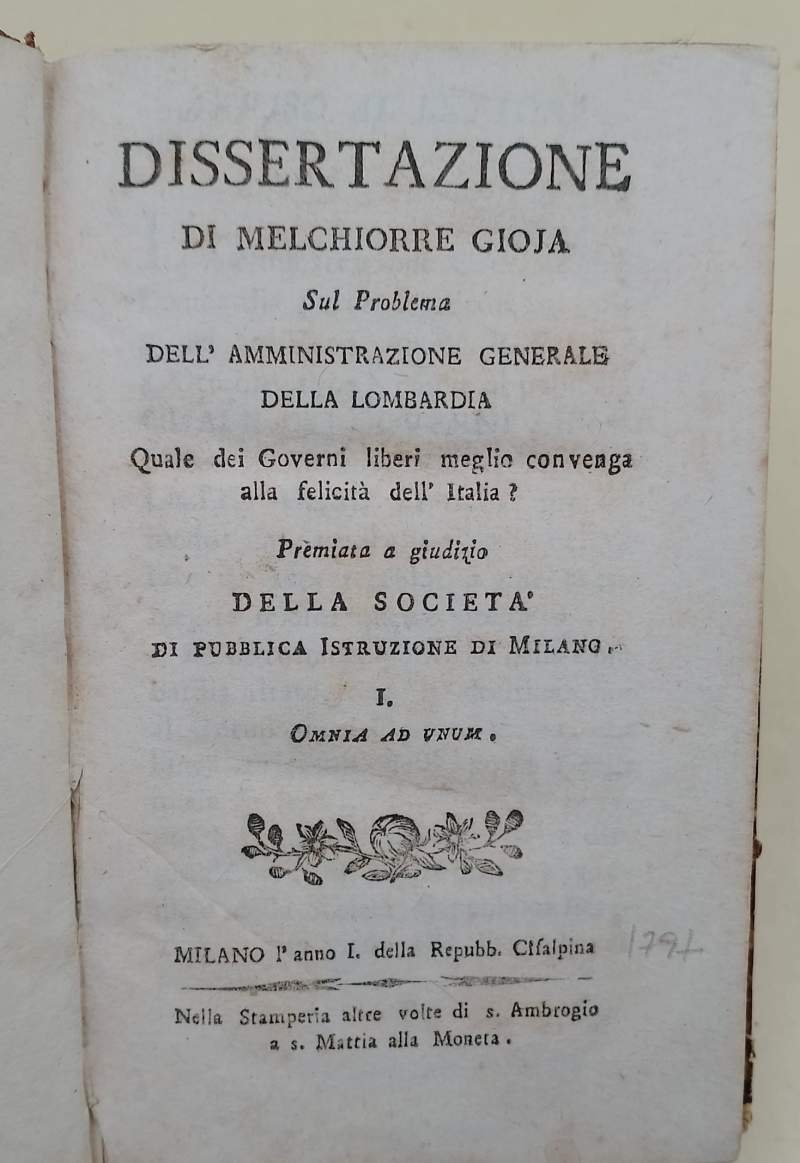 DISSERTAZIONE
DI MELCHIORRE GIOJA
Sul Problema
DELL' AMMINISTRAZIONE GENERALE
DELLA LOMBARDIA
Quale dei Governi liberi meglio convenga
alla felicità dell' Italia?
Premiata a giudizio
DELLA SOCIETA'
DI PUBBLICA ISTRUZIONE DI MILANO.
I.
OMNIA AD UNUM.
MILANO l' anno I. della Repubb. Cisalpina
1797
Nella Stamperia altre volte di s. Ambrogio
a s. Mattia alla Moneta.